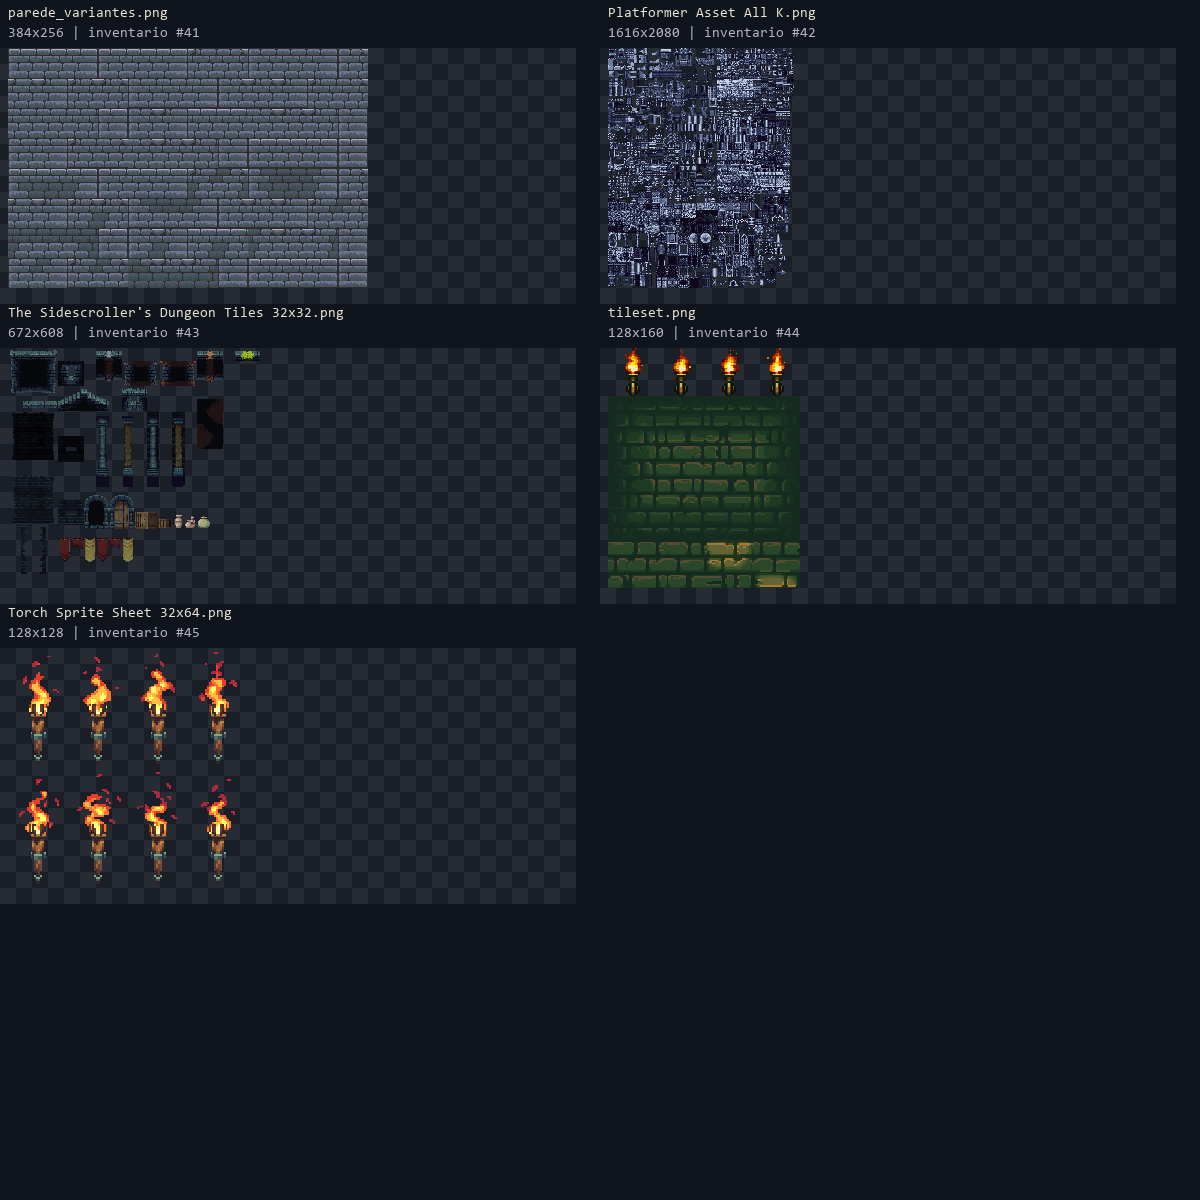 parede_variantes.png
384x256 | inventario #41
Platformer Asset All K.png
1616x2080 | inventario #42
The Sidescroller's Dungeon Tiles 32x32.png
672x608 | inventario #43
tileset.png
128x160 | inventario #44
Torch Sprite Sheet 32x64.png
128x128 | inventario #45